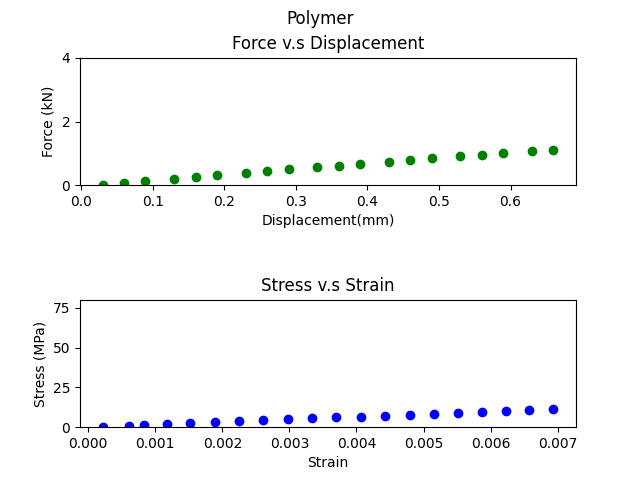 Polymer
Force v.s Displacement
4
2
0
Force (kN)
0.0 0.1 0.2 0.3 0.4 0.5 0.6
Displacement(mm)
Stress v.s Strain
75
50
25
0
Stress (MPa)
0.000 0.001 0.002 0.003 0.004 0.005 0.006 0.007
Strain